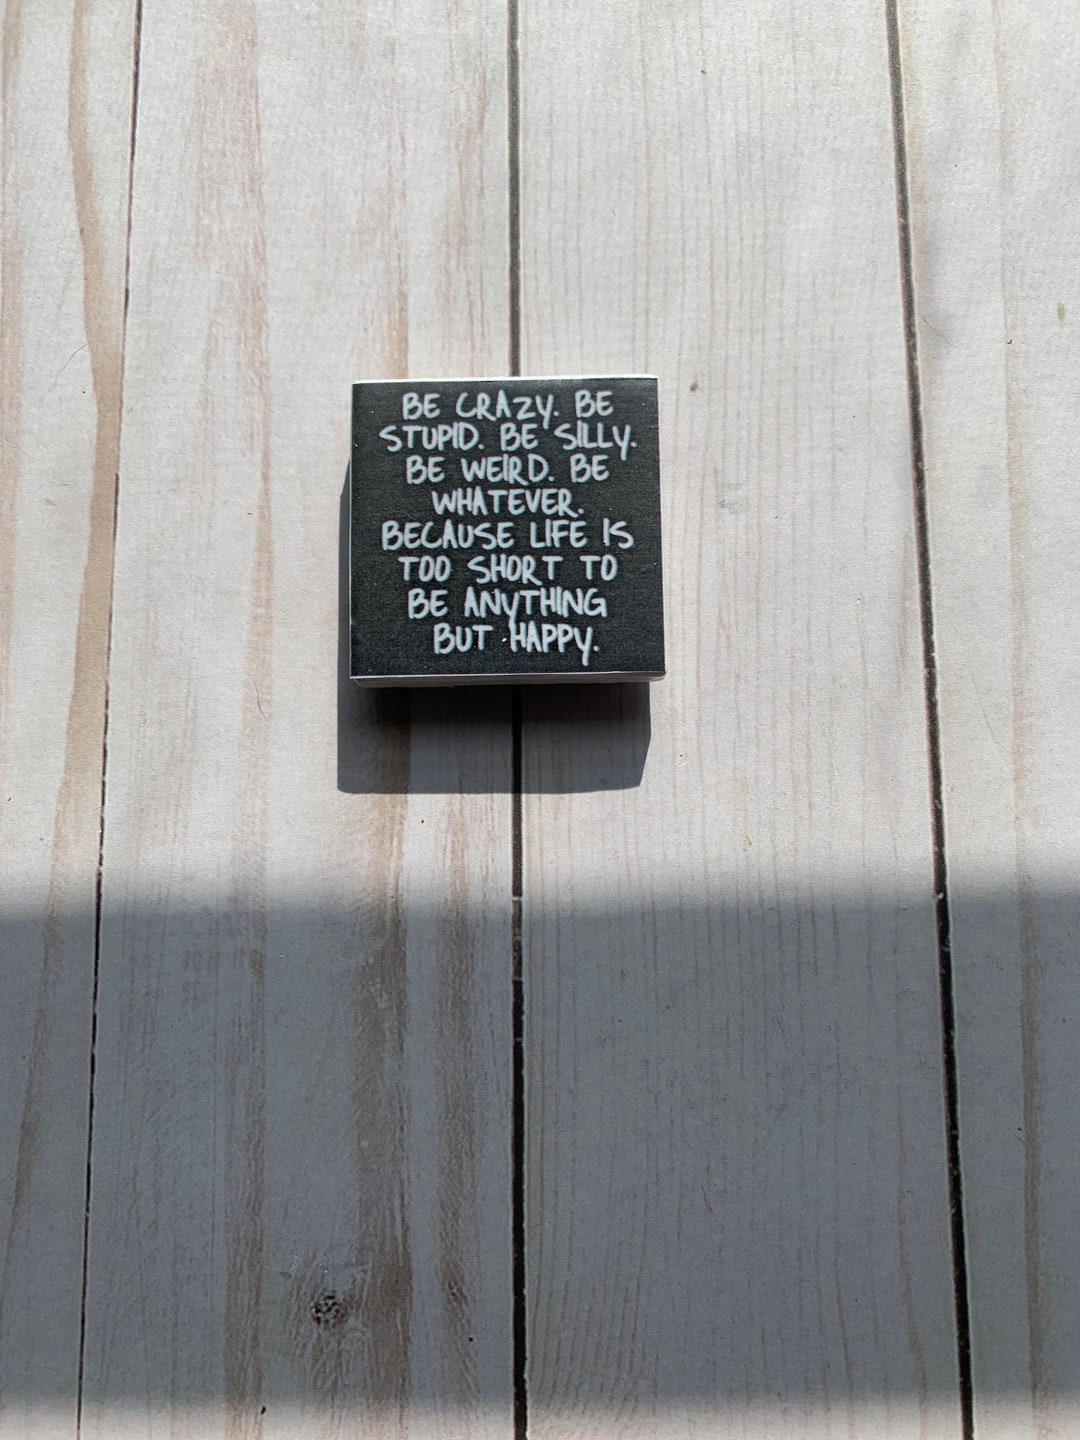 BE CRAZY. BE
STUPID. BE SILLY.
BE WEIRD. BE
WHATEVER.
BECAUSE LIFE IS
TOO SHORT TO
BE ANYTHING
BUT HAPPY.